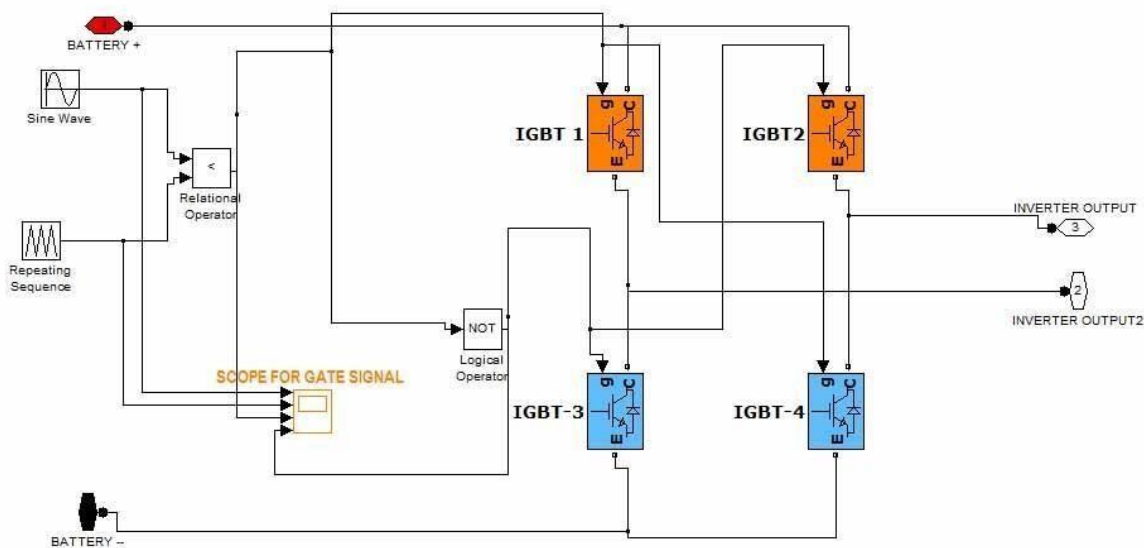 1
BATTERY +
Sine Wave
<
Relational
Operator
Repeating
Sequence
NOT
Logical
Operator
SCOPE FOR GATE SIGNAL
g
C
E
IGBT 1
g
C
E
IGBT2
INVERTER OUTPUT
3
2
INVERTER OUTPUT2
g
C
E
IGBT-3
g
C
E
IGBT-4
BATTERY --